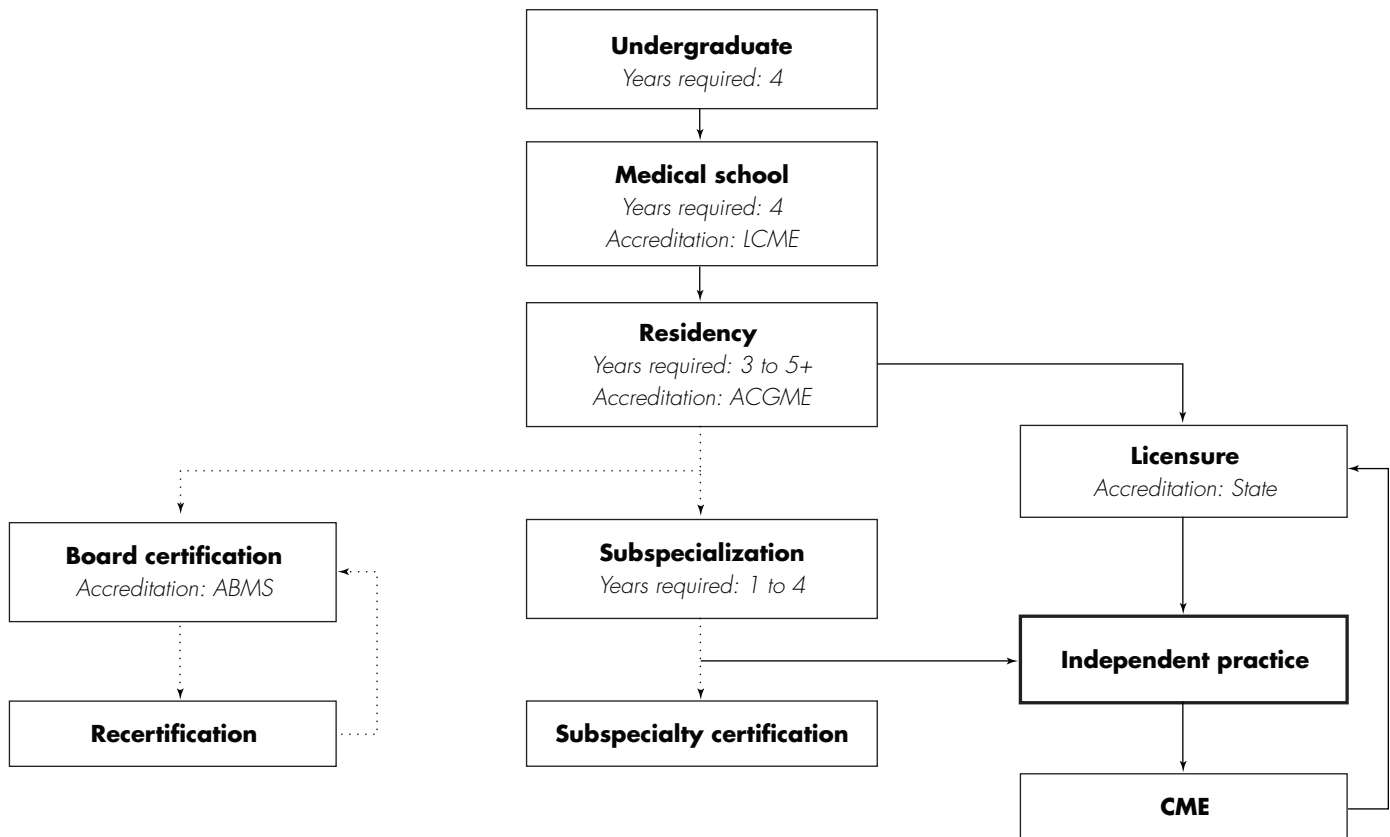 Undergraduate
Years required: 4
Medical school
Years required: 4
Accreditation: LCME
Residency
Years required: 3 to 5+
Accreditation: ACGME
Licensure
Accreditation: State
Board certification
Accreditation: ABMS
Subspecialization
Years required: 1 to 4
Independent practice
Recertification
Subspecialty certification
CME